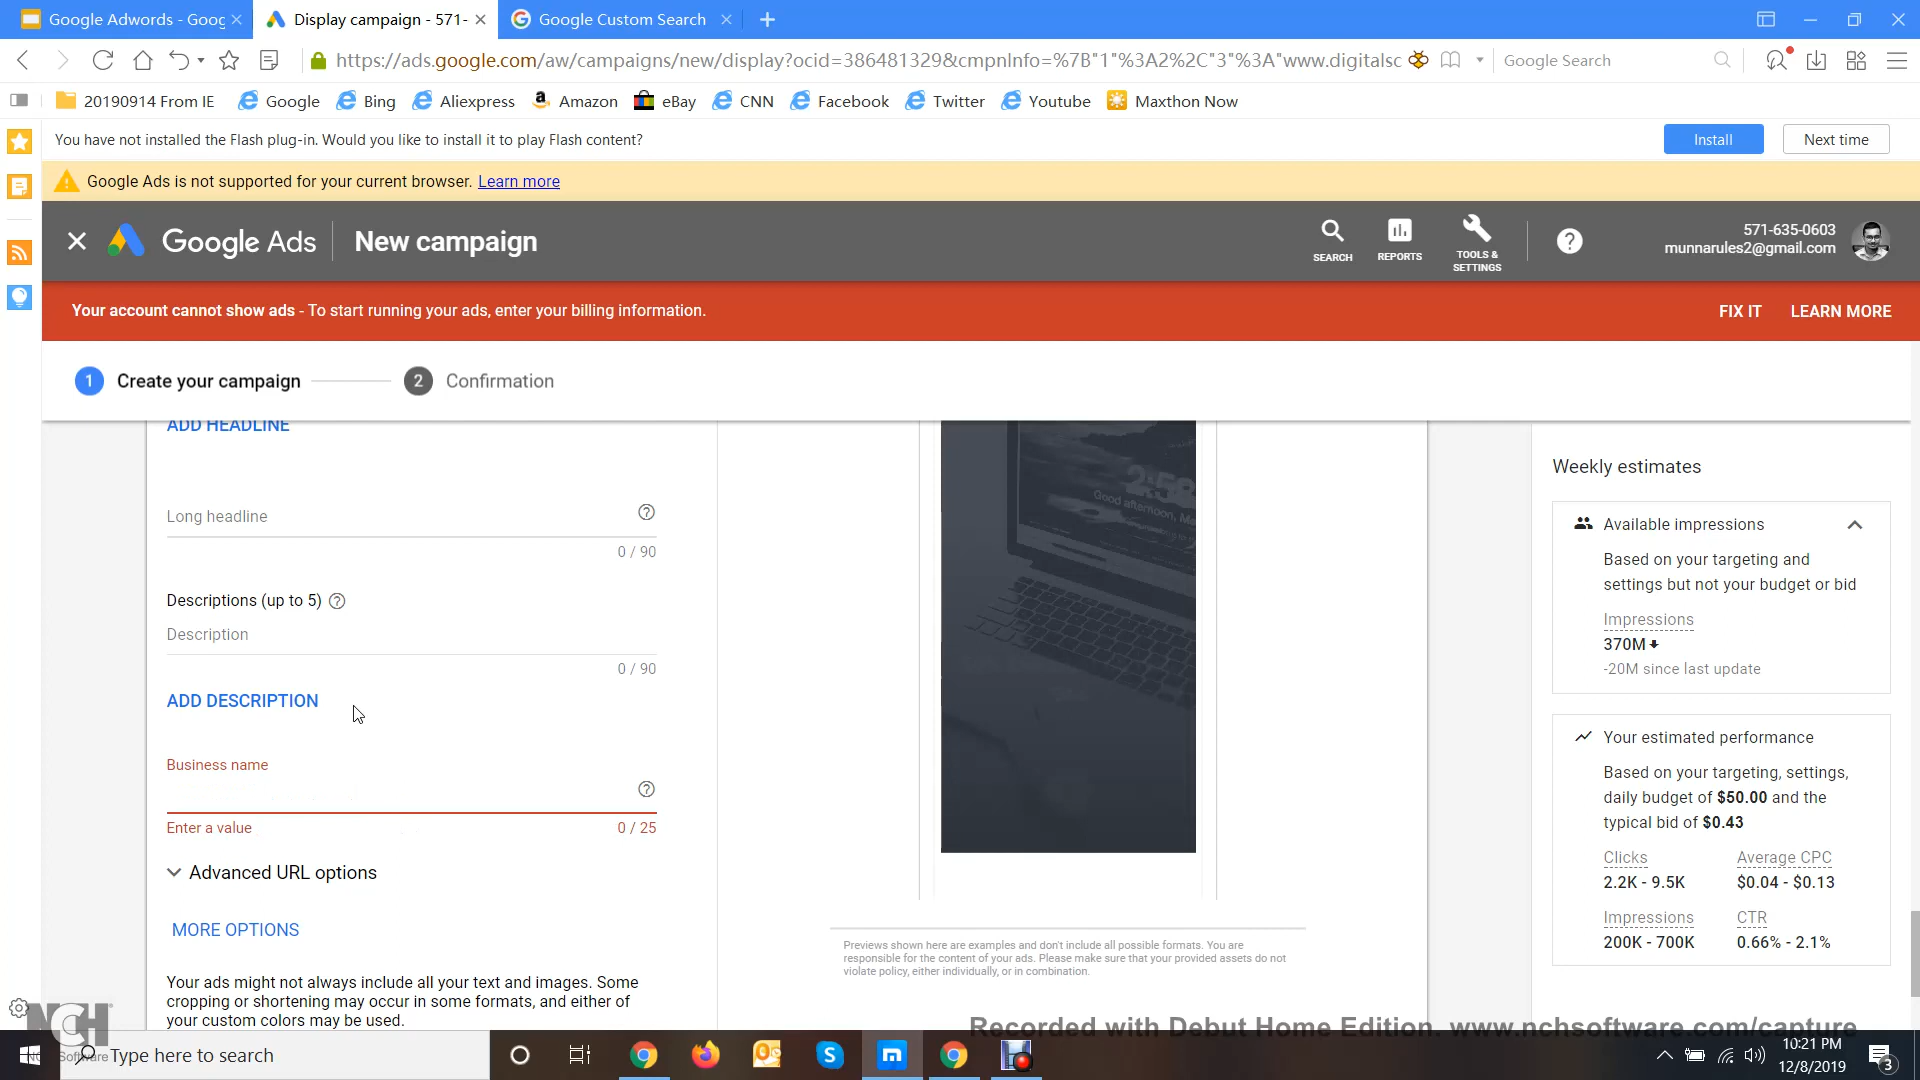 Google Adwords - Goog
Display campaign - 571-
Google Custom Search
https://ads.google.com/aw/campaigns/new/display?ocid=386481329&cmpnInfo=%7B"1"%3A2%2C"3"%3A"www.digitalsc
Google Search
20190914 From IE
Google
Bing
Aliexpress
Amazon
eBay
CNN
Facebook
Twitter
Youtube
Maxthon Now
You have not installed the Flash plug-in. Would you like to install it to play Flash content?
Install
Next time
Google Ads is not supported for your current browser. Learn more
Google Ads
New campaign
SEARCH
REPORTS
TOOLS &
SETTINGS
571-635-0603
munnarules2@gmail.com
Your account cannot show ads - To start running your ads, enter your billing information.
FIX IT
LEARN MORE
1 Create your campaign
2 Confirmation
ADD HEADLINE
Long headline
0 / 90
Descriptions (up to 5)
Description
0 / 90
ADD DESCRIPTION
Business name
Enter a value
0 / 25
Advanced URL options
MORE OPTIONS
Your ads might not always include all your text and images. Some
cropping or shortening may occur in some formats, and either of
your custom colors may be used.
2:58
Good afternoon, Ma
Previews shown here are examples and don't include all possible formats. You are
responsible for the content of your ads. Please make sure that your provided assets do not
violate policy, either individually, or in combination.
Weekly estimates
Available impressions
Based on your targeting and
settings but not your budget or bid
Impressions
370M
-20M since last update
Your estimated performance
Based on your targeting, settings,
daily budget of $50.00 and the
typical bid of $0.43
Clicks
Average CPC
2.2K - 9.5K
$0.04 - $0.13
Impressions
CTR
200K - 700K
0.66% - 2.1%
NCH
Software
Recorded with Debut Home Edition. www.nchsoftware.com/capture
Type here to search
10:21 PM
12/8/2019
3